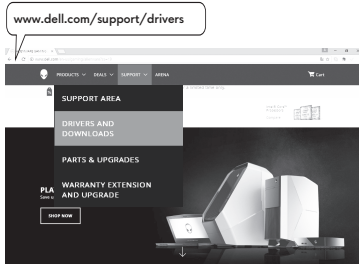 www.dell.com/support/drivers
PRODUCTS DEALS SUPPORT ARENA Cart
SUPPORT AREA
DRIVERS AND
DOWNLOADS
PARTS & UPGRADES
WARRANTY EXTENSION
AND UPGRADE
PLA
Save u
SHOP NOW